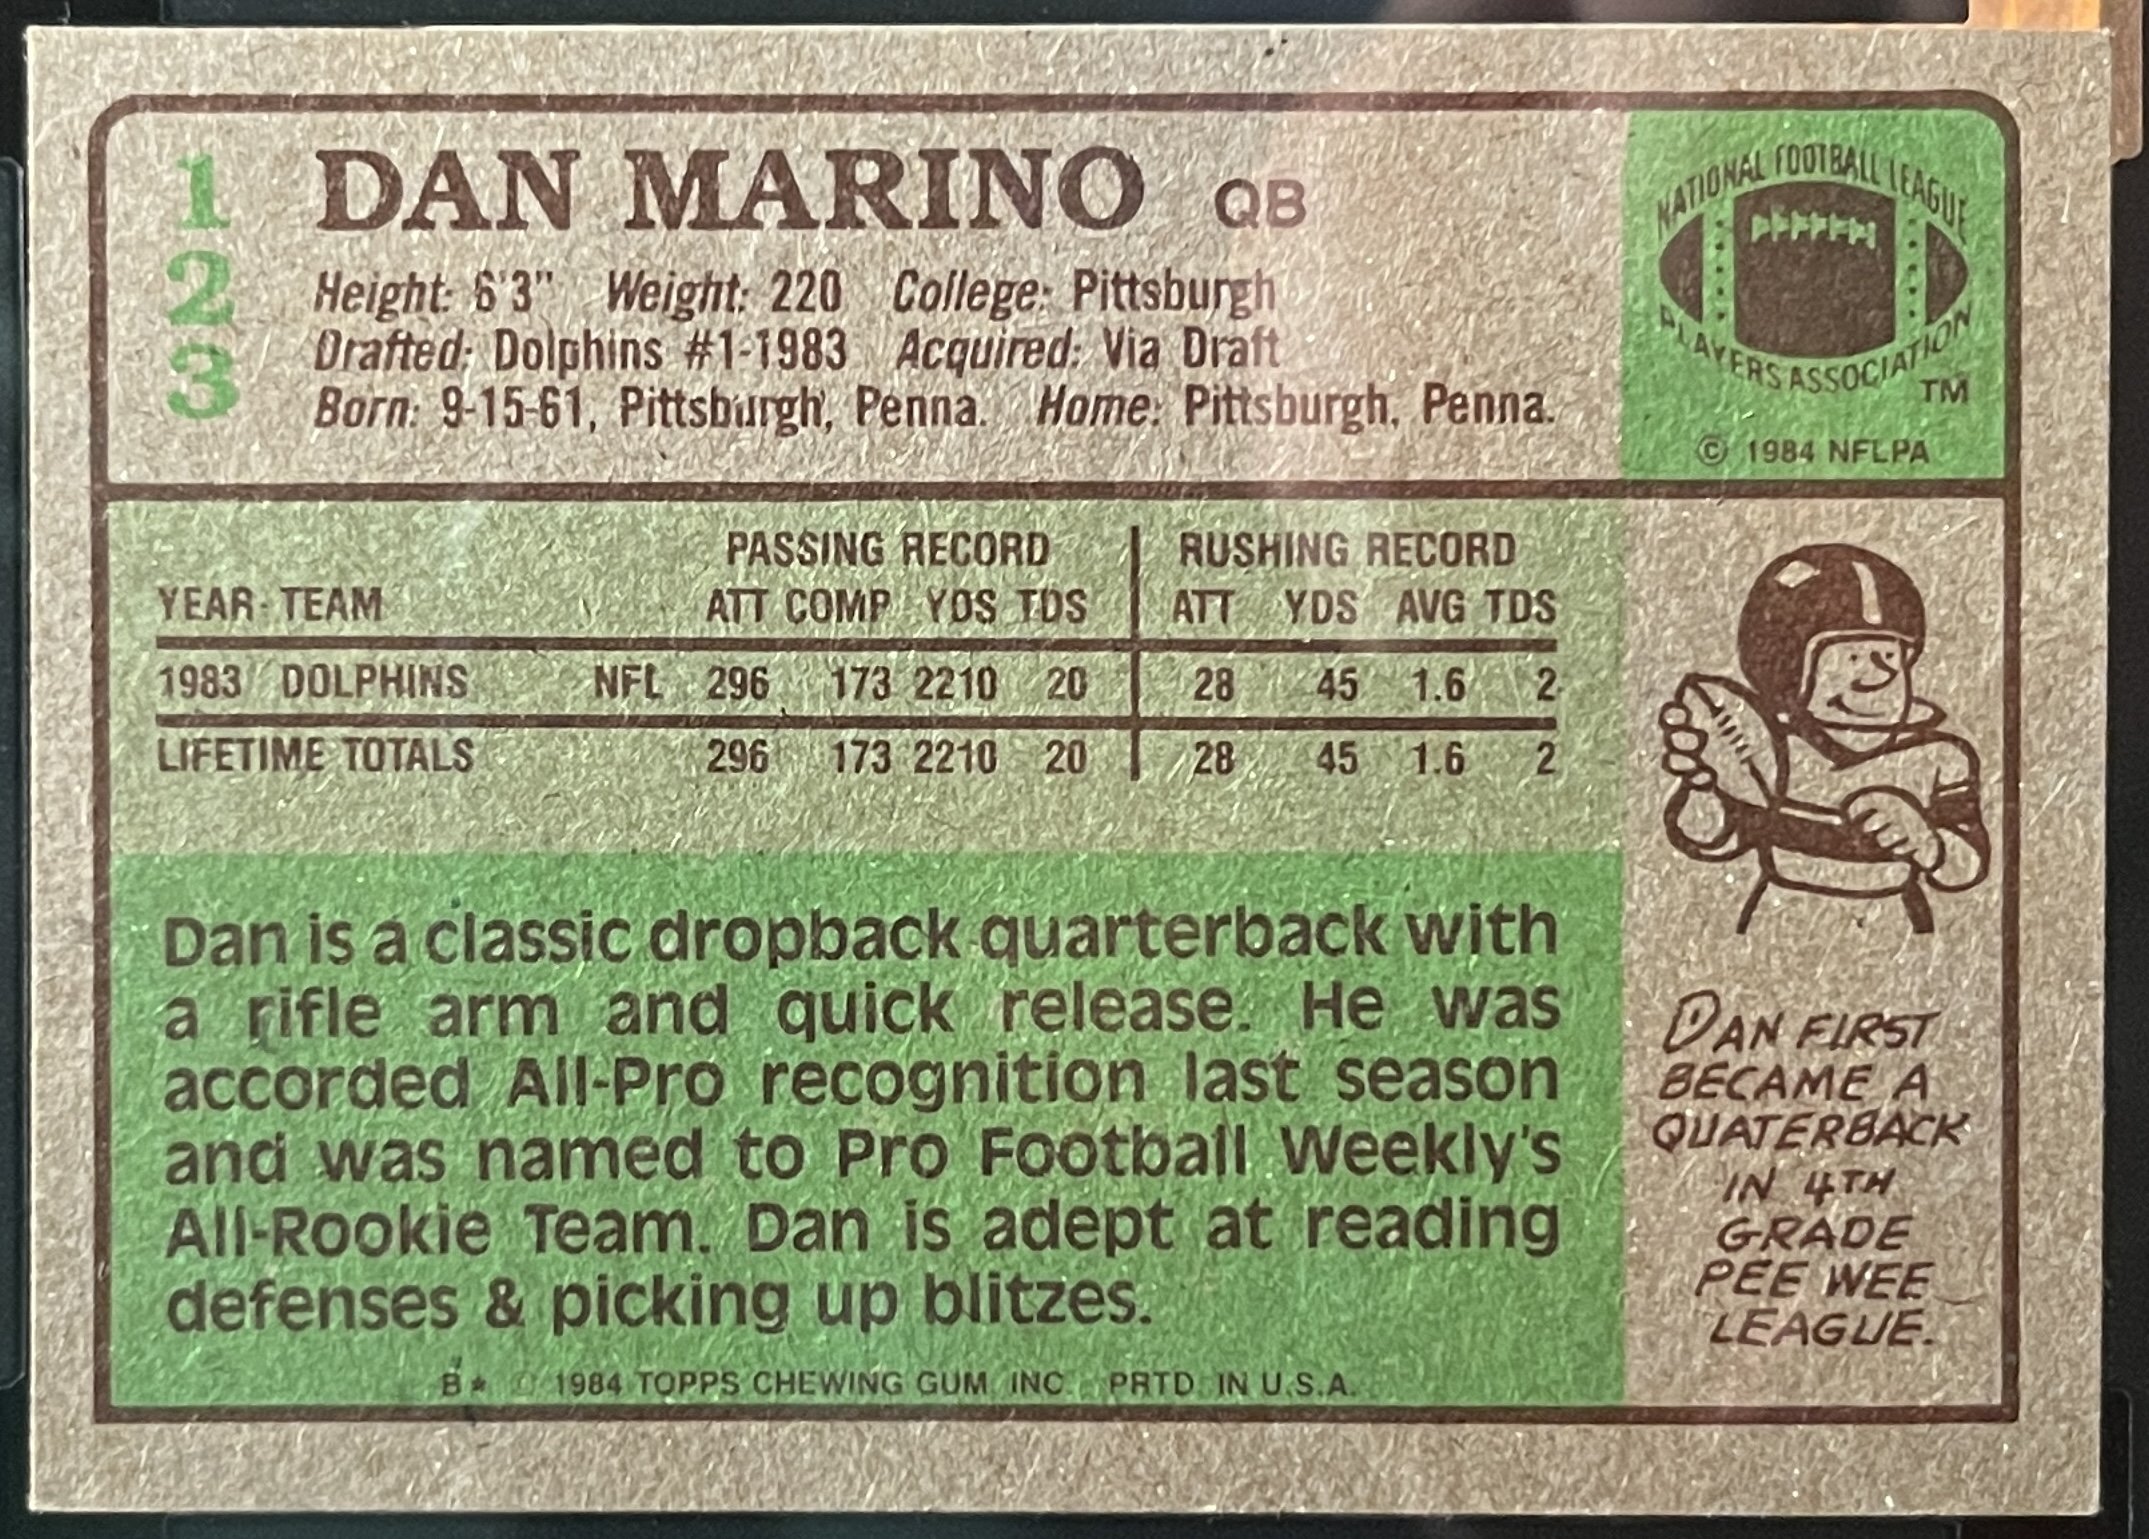 1
2
3
DAN MARINO QB
Height: 6'3" Weight: 220 College: Pittsburgh
Drafted: Dolphins #1-1983 Acquired: Via Draft
Born: 9-15-61, Pittsburgh, Penna. Home: Pittsburgh, Penna.
NATIONAL FOOTBALL LEAGUE
PLAYERS ASSOCIATION
TM
© 1984 NFLPA
PASSING RECORD RUSHING RECORD
YEAR TEAM ATT COMP YDS TDS ATT YDS AVG TDS
1983 DOLPHINS NFL 296 173 2210 20 28 45 1.6 2
LIFETIME TOTALS 296 173 2210 20 28 45 1.6 2
Dan is a classic dropback quarterback with
a rifle arm and quick release. He was
accorded All-Pro recognition last season
and was named to Pro Football Weekly's
All-Rookie Team. Dan is adept at reading
defenses & picking up blitzes.
B* © 1984 TOPPS CHEWING GUM, INC. PRTD. IN U.S.A.
DAN FIRST
BECAME A
QUATERBACK
IN 4TH
GRADE
PEE WEE
LEAGUE.